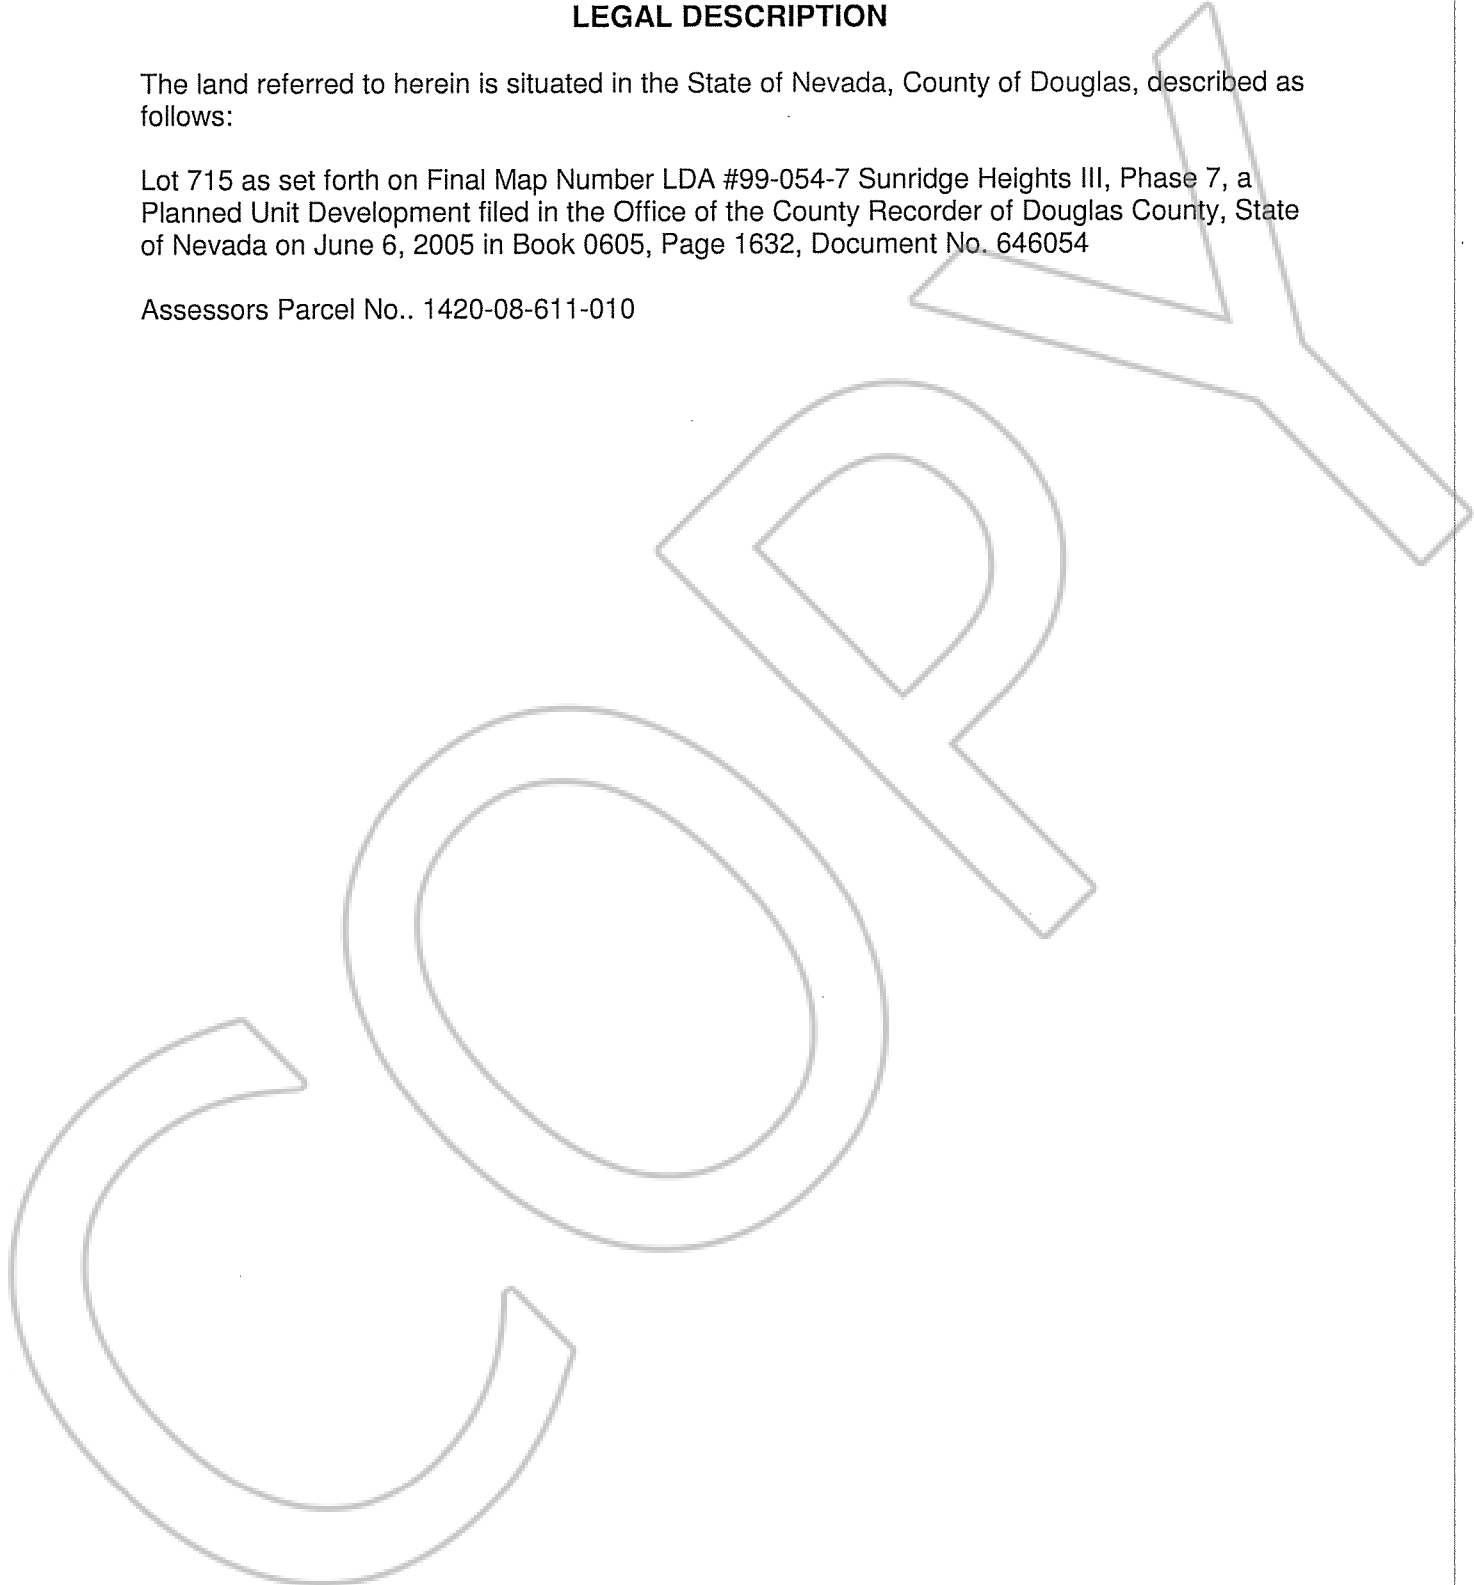 LEGAL DESCRIPTION
The land referred to herein is situated in the State of Nevada, County of Douglas, described as
follows:
Lot 715 as set forth on Final Map Number LDA #99-054-7 Sunridge Heights III, Phase 7, a
Planned Unit Development filed in the Office of the County Recorder of Douglas County, State
of Nevada on June 6, 2005 in Book 0605, Page 1632, Document No. 646054
Assessors Parcel No.. 1420-08-611-010
COPY